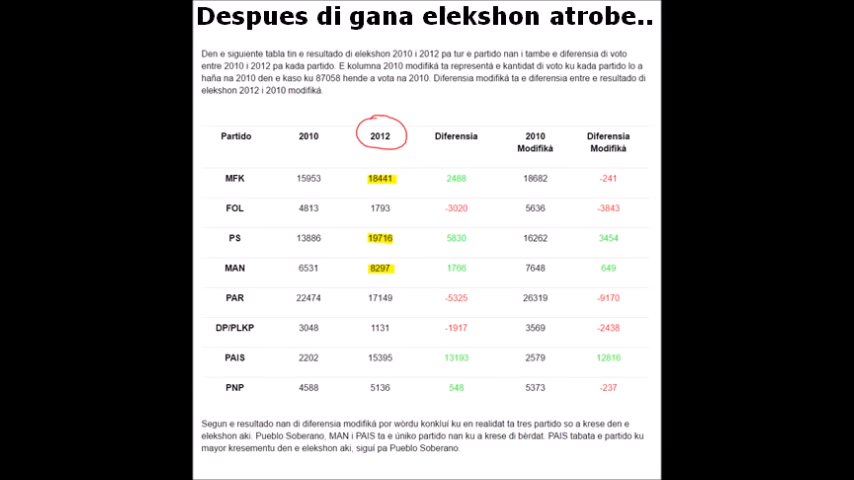 Despues di gana elekshon atrobe..
Den e siguiente tabla tin e resultado di elekshon 2010 i 2012 pa tur e partido nan i tambe e diferensia di voto
entre 2010 i 2012 pa kada partido. E kolumna 2010 modifiká ta representá e kantidat di voto ku kada partido lo a
haña na 2010 den e kaso ku 87058 hende a vota na 2010. Diferensia modifiká ta e diferensia entre e resultado di
elekshon 2012 i 2010 modifiká.
Partido 2010 2012 Diferensia 2010 Modifiká Diferensia Modifiká
MFK 15953 18441 2488 18682 -241
FOL 4813 1793 -3020 5636 -3843
PS 13886 19716 5830 16262 3454
MAN 6531 8297 1766 7648 649
PAR 22474 17149 -5325 26319 -9170
DP/PLKP 3048 1131 -1917 3569 -2438
PAIS 2202 15395 13193 2579 12816
PNP 4588 5136 548 5373 -237
Segun e resultado nan di diferensia modifiká por wòrdu konkluí ku en realidat ta tres partido so a krese den e
elekshon aki. Pueblo Soberano, MAN i PAIS ta e úniko partido nan ku a krese di bèrdat. PAIS tabata e partido ku
mayor kresementu den e elekshon aki, siguí pa Pueblo Soberano.